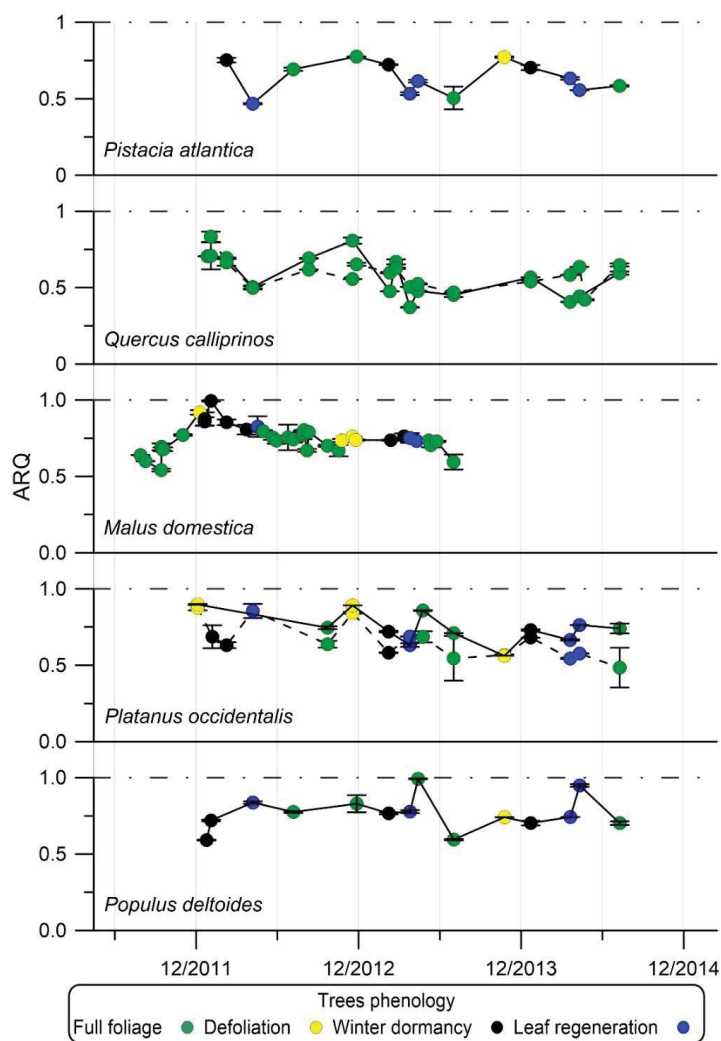 1
0.5
0
Pistacia atlantica
1
0.5
0
Quercus calliprinos
1.0
0.5
0.0
Malus domestica
ARQ
1.0
0.5
0.0
Platanus occidentalis
1.0
0.5
0.0
Populus deltoides
12/2011 12/2012 12/2013 12/2014
Trees phenology
Full foliage Defoliation Winter dormancy Leaf regeneration